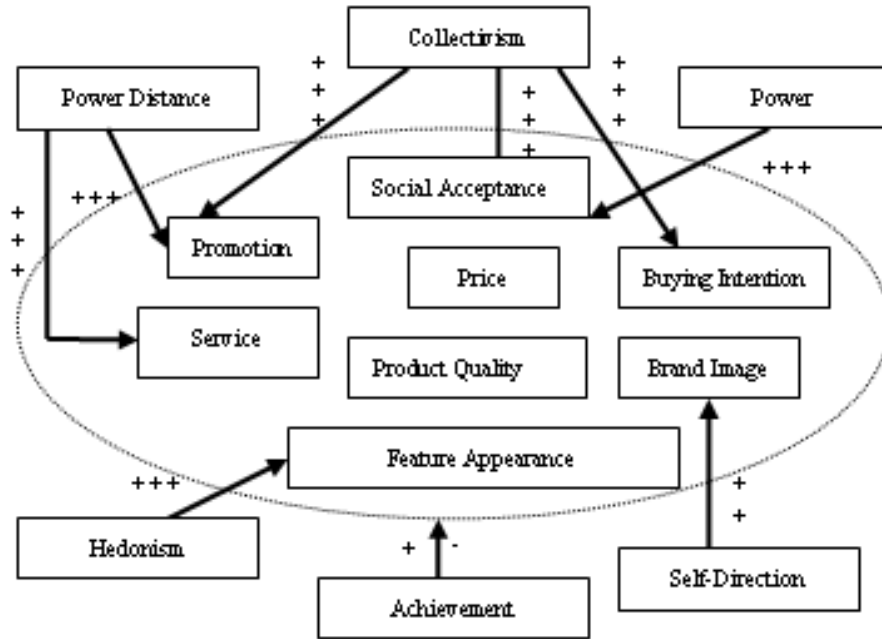 Collectivism
Power Distance
Power
+
+
+
+
+
+
+
+
+
+++
Social Acceptance
+++
+
+
+
Promotion
Price
Buying Intention
Service
Product Quality
Brand Image
Feature Appearance
+++
+
+
Hedonism
+ -
Self-Direction
Achievement